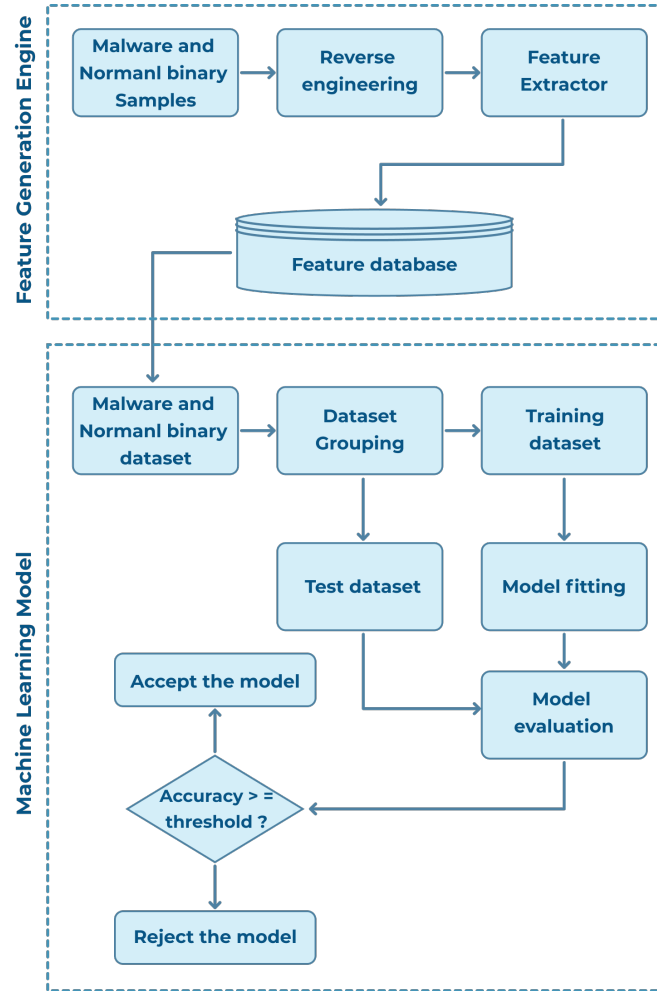 Feature Generation Engine
Malware and
Normanl binary
Samples
Reverse
engineering
Feature
Extractor
Feature database
Machine Learning Model
Malware and
Normanl binary
dataset
Dataset
Grouping
Training
dataset
Test dataset
Model fitting
Accept the model
Model
evaluation
Accuracy > =
threshold ?
Reject the model